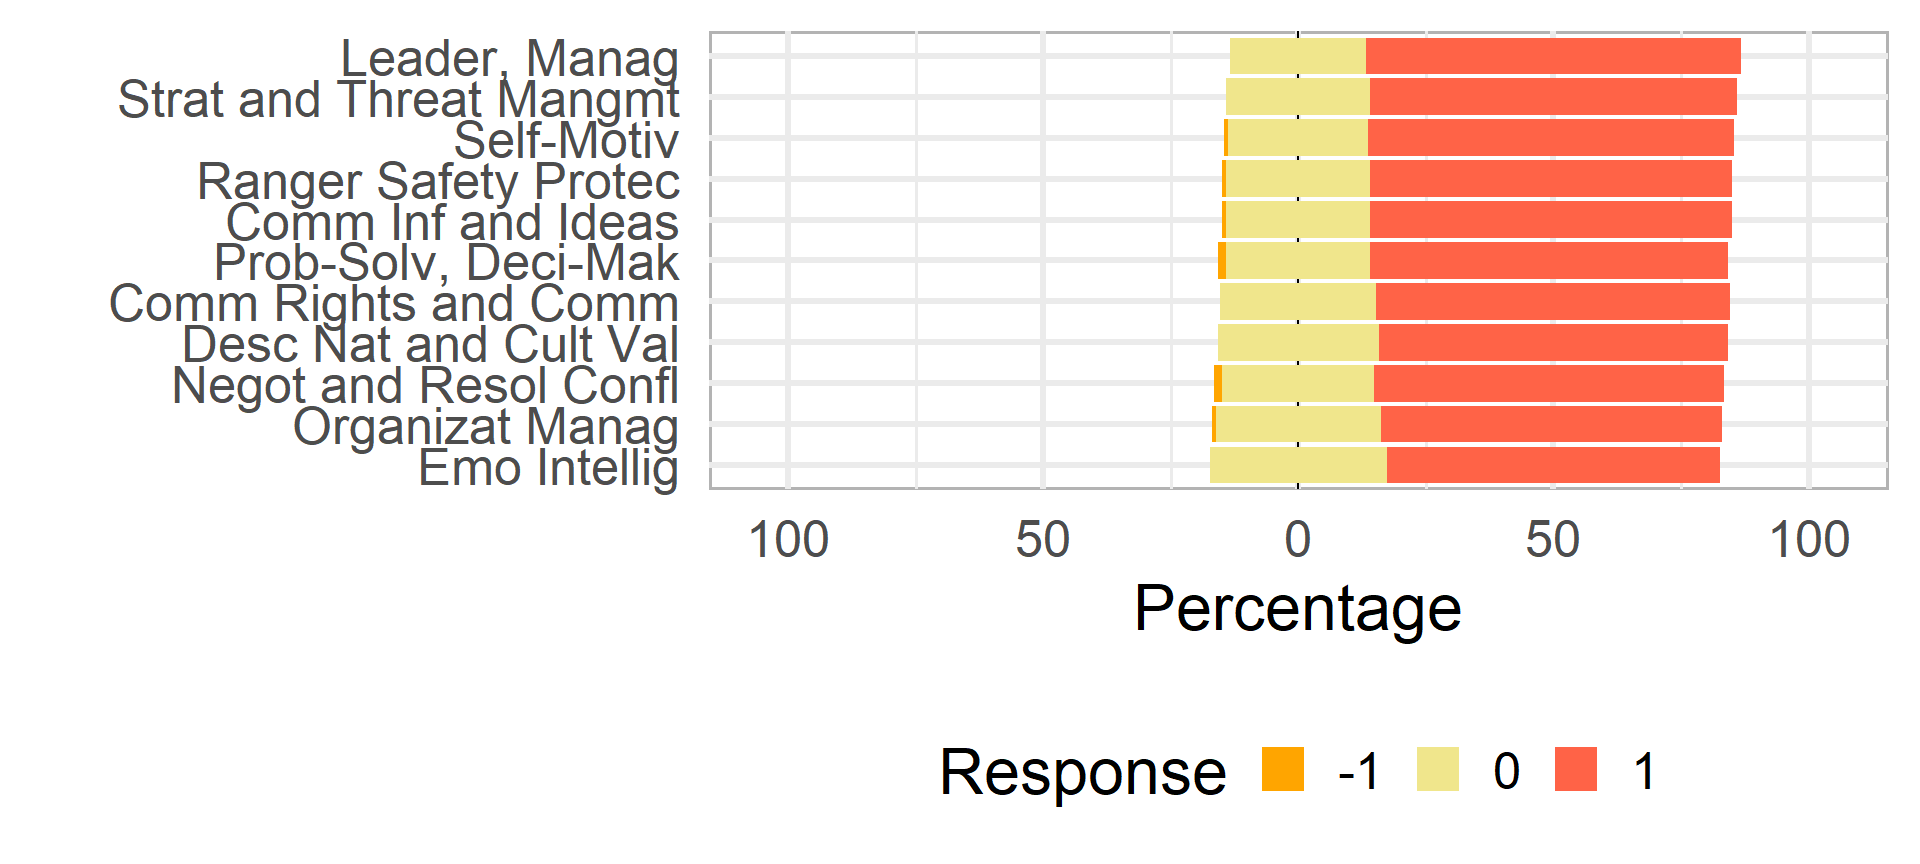 Leader, Manag
Strat and Threat Mangmt
Self-Motiv
Ranger Safety Protec
Comm Inf and Ideas
Prob-Solv, Deci-Mak
Comm Rights and Comm
Desc Nat and Cult Val
Negot and Resol Confl
Organizat Manag
Emo Intellig
100 50 0 50 100
Percentage
Response -1 0 1